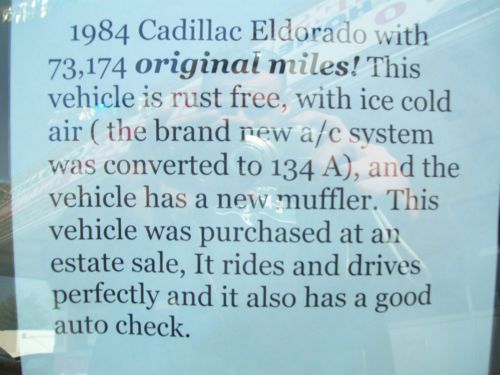 1984 Cadillac Eldorado with
73,174 original miles! This
vehicle is rust free, with ice cold
air ( the brand new a/c system
was converted to 134 A), and the
vehicle has a new muffler. This
vehicle was purchased at an
estate sale, It rides and drives
perfectly and it also has a good
auto check.